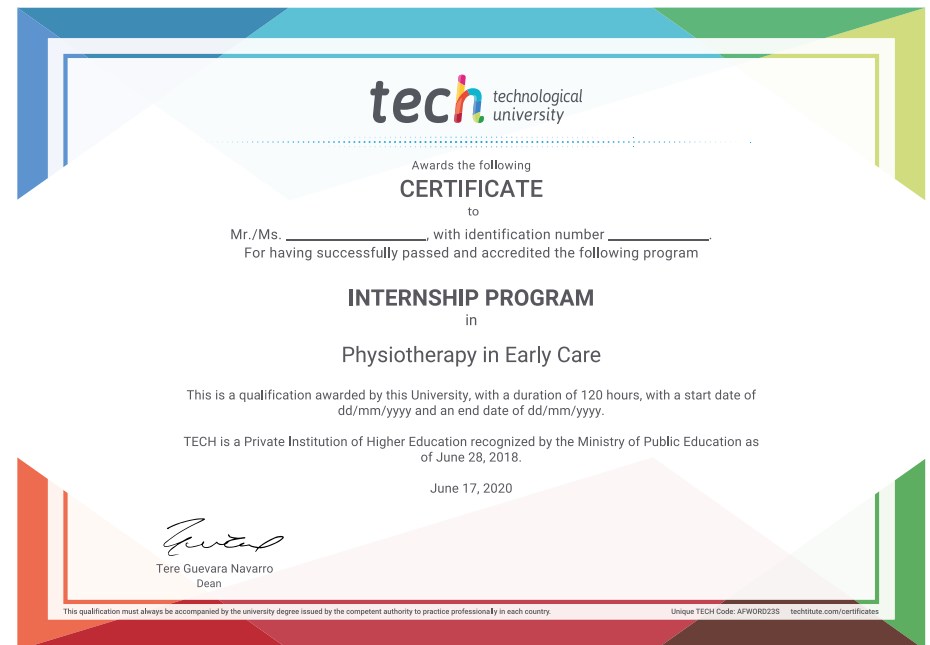 tech technological
university
Awards the following
CERTIFICATE
to
Mr./Ms. ____________________, with identification number ______________.
For having successfully passed and accredited the following program
INTERNSHIP PROGRAM
in
Physiotherapy in Early Care
This is a qualification awarded by this University, with a duration of 120 hours, with a start date of
dd/mm/yyyy and an end date of dd/mm/yyyy.
TECH is a Private Institution of Higher Education recognized by the Ministry of Public Education as
of June 28, 2018.
June 17, 2020
Tere Guevara Navarro
Dean
This qualification must always be accompanied by the university degree issued by the competent authority to practice professionally in each country.
Unique TECH Code: AFWORD23S techtitute.com/certificates